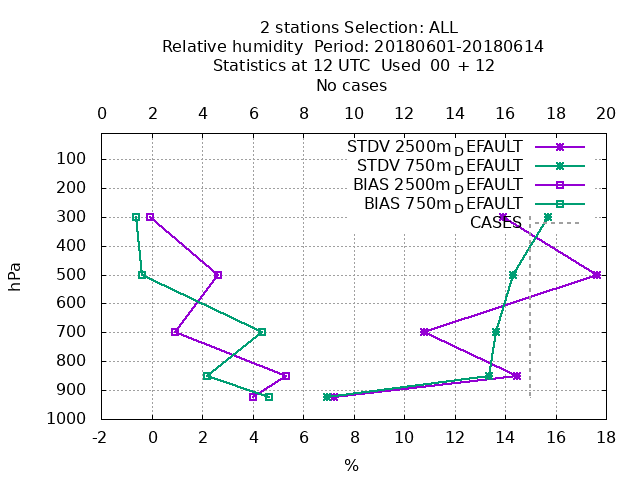 2 stations Selection: ALL
Relative humidity  Period: 20180601-20180614
Statistics at 12 UTC  Used  00 + 12
No cases
0 2 4 6 8 10 12 14 16 18 20
STDV 2500m_DEFAULT
STDV 750m_DEFAULT
BIAS 2500m_DEFAULT
BIAS 750m_DEFAULT
CASES
100
200
300
400
500
600
700
800
900
1000
hPa
-2 0 2 4 6 8 10 12 14 16 18
%